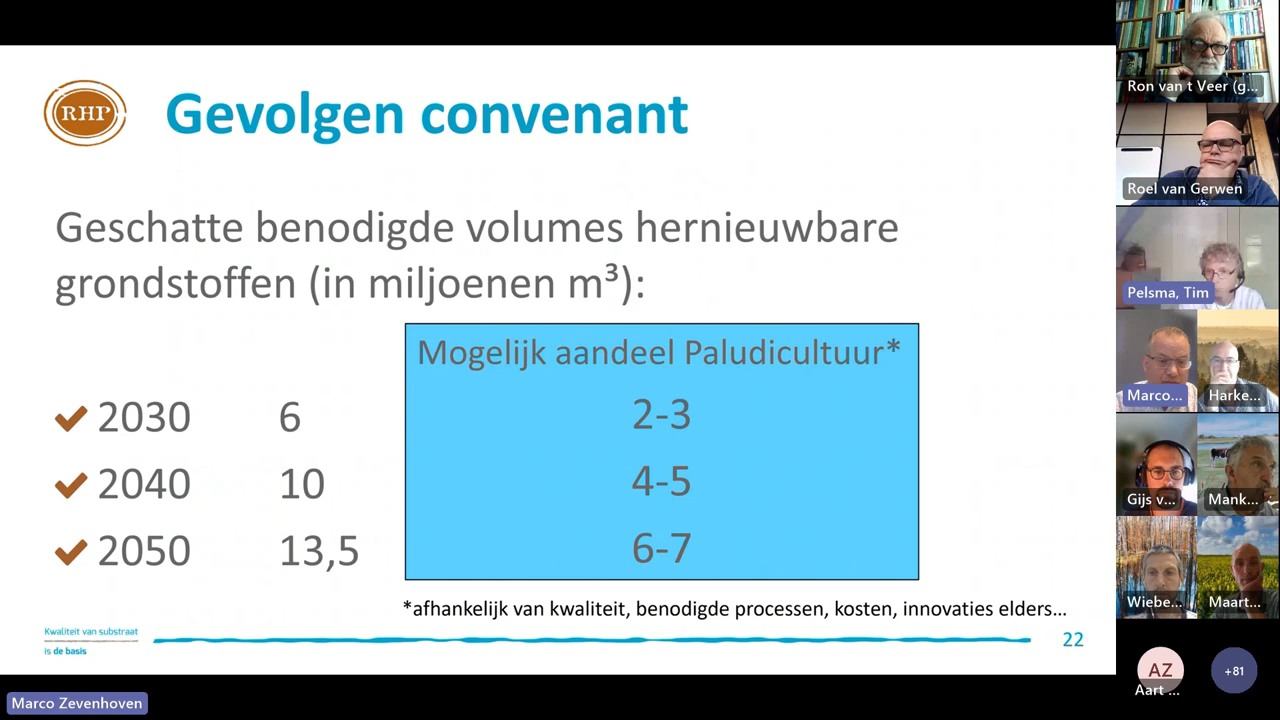 RHP
Gevolgen convenant
Geschatte benodigde volumes hernieuwbare
grondstoffen (in miljoenen m³):
Mogelijk aandeel Paludicultuur*
2030 6 2-3
2040 10 4-5
2050 13,5 6-7
*afhankelijk van kwaliteit, benodigde processen, kosten, innovaties elders...
Kwaliteit van substraat
is de basis
22
Marco Zevenhoven
Ron van t Veer (g...
Roel van Gerwen
Pelsma, Tim
Marco... Harke...
Gijs v... Mank...
Wiebe... Maart...
AZ +81
Aart ...